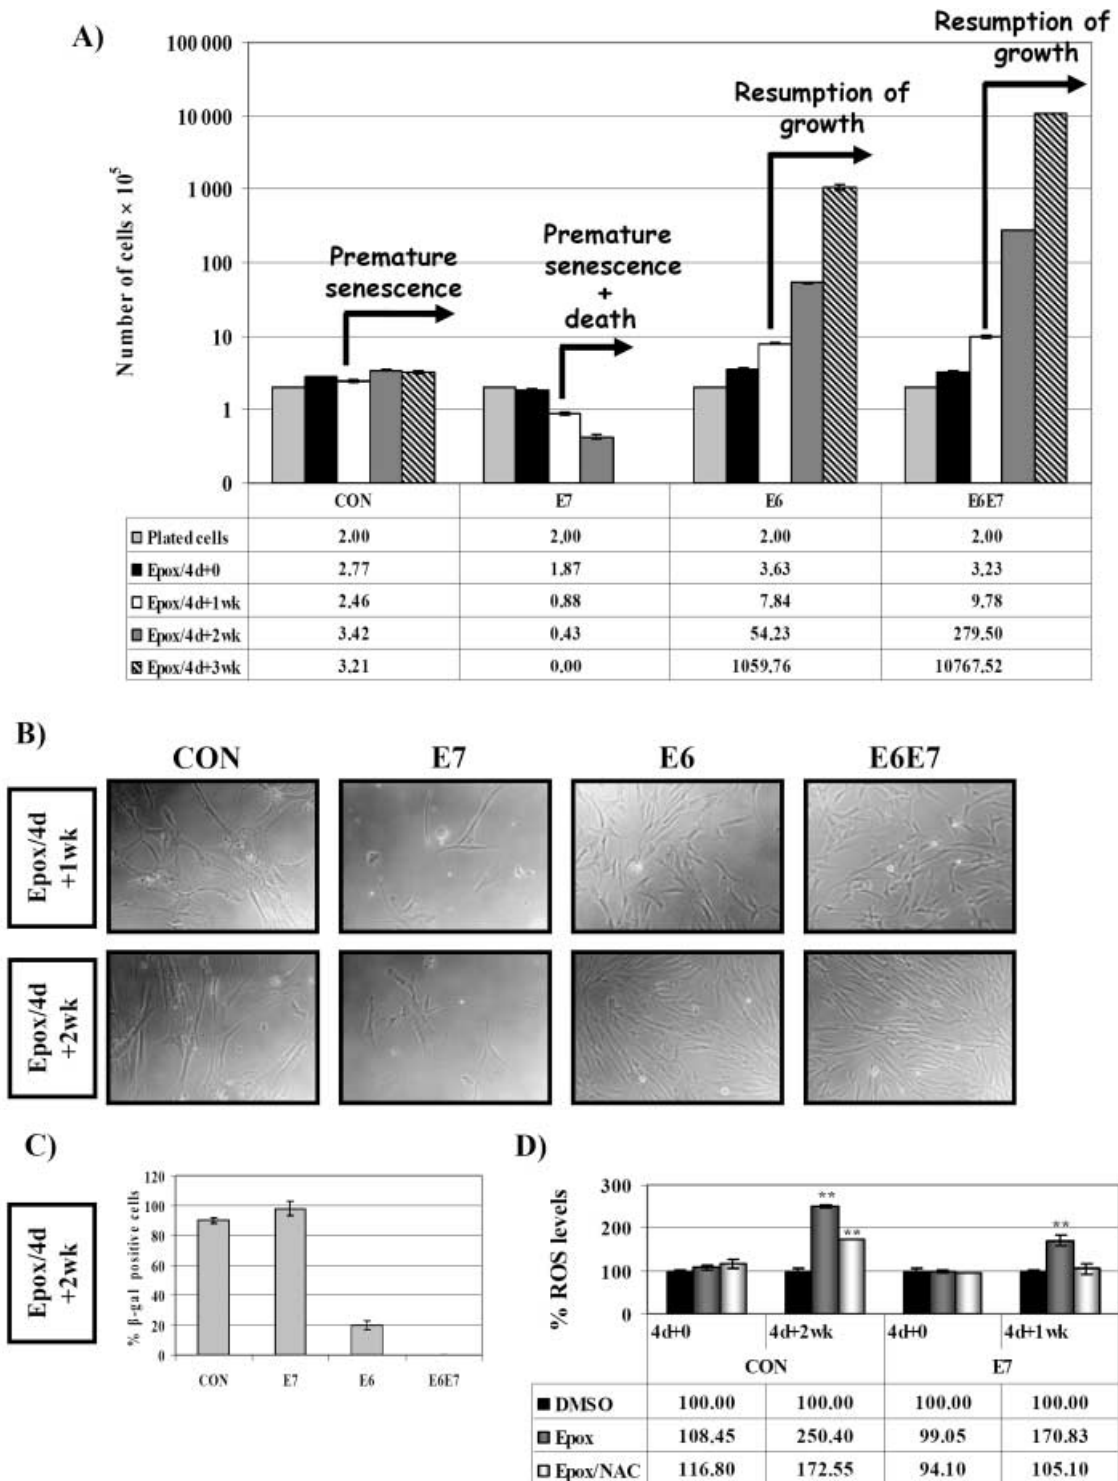 A)
Resumption of
growth
Resumption of
growth
Premature
senescence
+
death
Premature
senescence
Number of cells × 10⁵
100 000
10 000
1 000
100
10
1
0
CON E7 E6 E6E7
Plated cells 2.00 2.00 2.00 2.00
Epox/4d+0 2.77 1.87 3.63 3.23
Epox/4d+1wk 2.46 0.88 7.84 9.78
Epox/4d+2wk 3.42 0.43 54.23 279.50
Epox/4d+3wk 3.21 0.00 1059.76 10767.52
B)
CON E7 E6 E6E7
Epox/4d
+1wk
Epox/4d
+2wk
C)
Epox/4d
+2wk
% β-gal positive cells
120
100
80
60
40
20
0
CON E7 E6 E6E7
D)
% ROS levels
300
200
100
0
** ** **
4d+0 4d+2wk 4d+0 4d+1wk
CON E7
DMSO 100.00 100.00 100.00 100.00
Epox 108.45 250.40 99.05 170.83
Epox/NAC 116.80 172.55 94.10 105.10